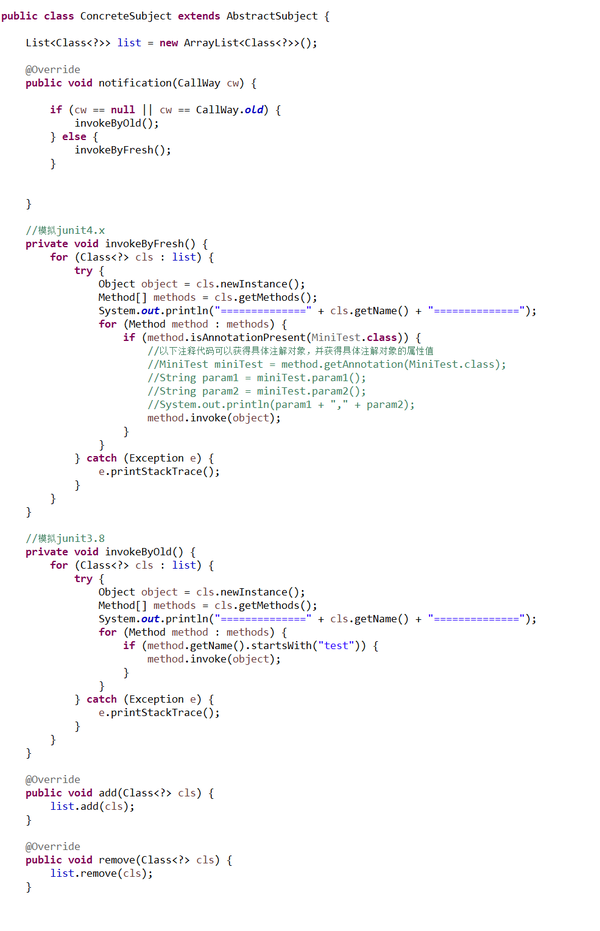 public class ConcreteSubject extends AbstractSubject {
List<Class<?>> list = new ArrayList<Class<?>>();
@Override
public void notification(CallWay cw) {
if (cw == null || cw == CallWay.old) {
invokeByOld();
} else {
invokeByFresh();
}
}
//模拟junit4.x
private void invokeByFresh() {
for (Class<?> cls : list) {
try {
Object object = cls.newInstance();
Method[] methods = cls.getMethods();
System.out.println("==============" + cls.getName() + "==============");
for (Method method : methods) {
if (method.isAnnotationPresent(MiniTest.class)) {
//以下注释代码可以获得具体注解对象，并获得具体注解对象的属性值
//MiniTest miniTest = method.getAnnotation(MiniTest.class);
//String param1 = miniTest.param1();
//String param2 = miniTest.param2();
//System.out.println(param1 + "," + param2);
method.invoke(object);
}
}
} catch (Exception e) {
e.printStackTrace();
}
}
}
//模拟junit3.8
private void invokeByOld() {
for (Class<?> cls : list) {
try {
Object object = cls.newInstance();
Method[] methods = cls.getMethods();
System.out.println("==============" + cls.getName() + "==============");
for (Method method : methods) {
if (method.getName().startsWith("test")) {
method.invoke(object);
}
}
} catch (Exception e) {
e.printStackTrace();
}
}
}
@Override
public void add(Class<?> cls) {
list.add(cls);
}
@Override
public void remove(Class<?> cls) {
list.remove(cls);
}